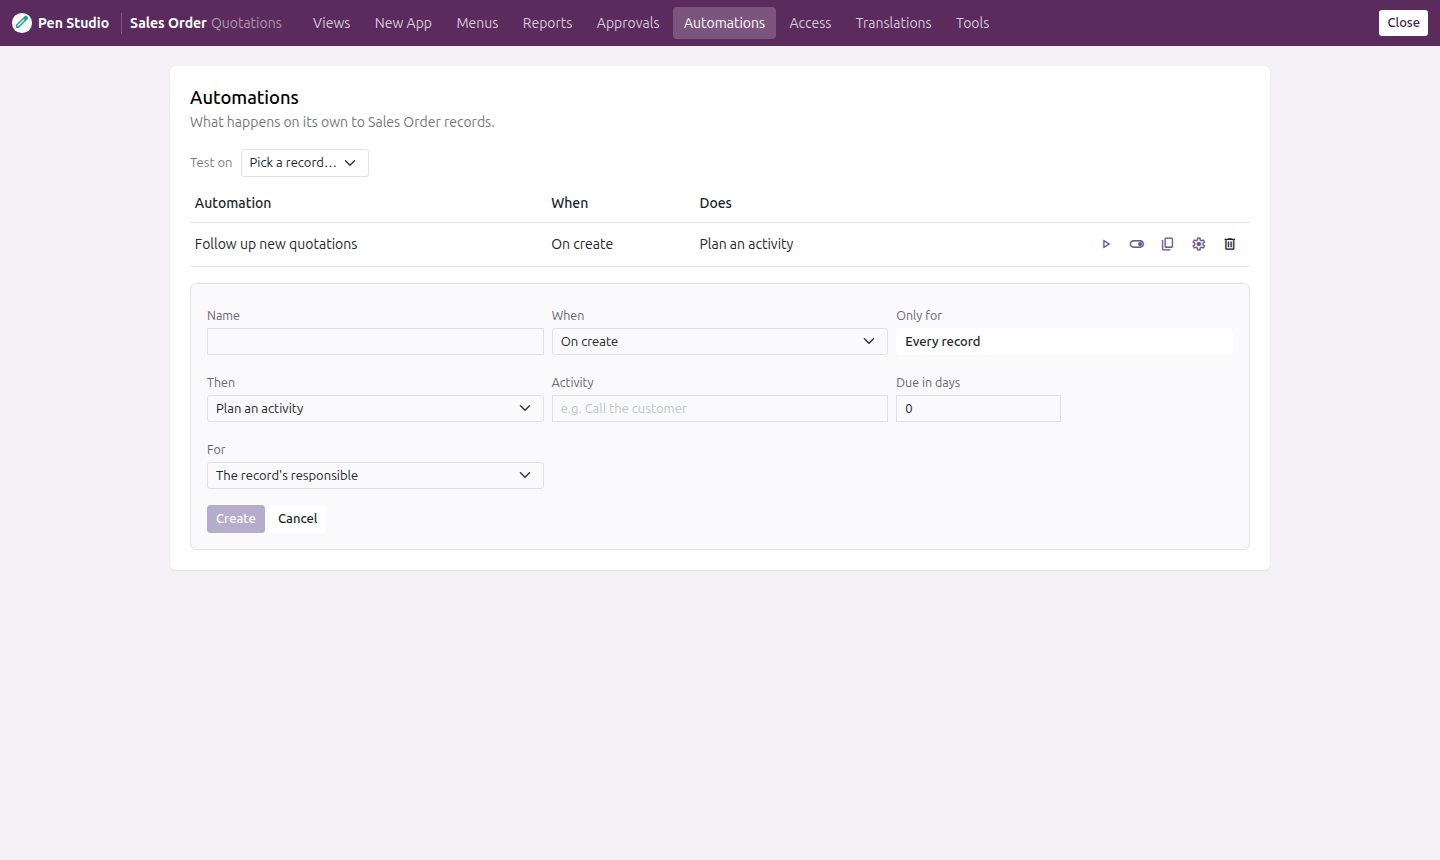 Pen Studio Sales Order Quotations Views New App Menus Reports Approvals Automations Access Translations Tools Close
Automations
What happens on its own to Sales Order records.
Test on Pick a record...
Automation When Does
Follow up new quotations On create Plan an activity
Name When Only for
On create Every record
Then Activity Due in days
Plan an activity e.g. Call the customer 0
For
The record's responsible
Create Cancel